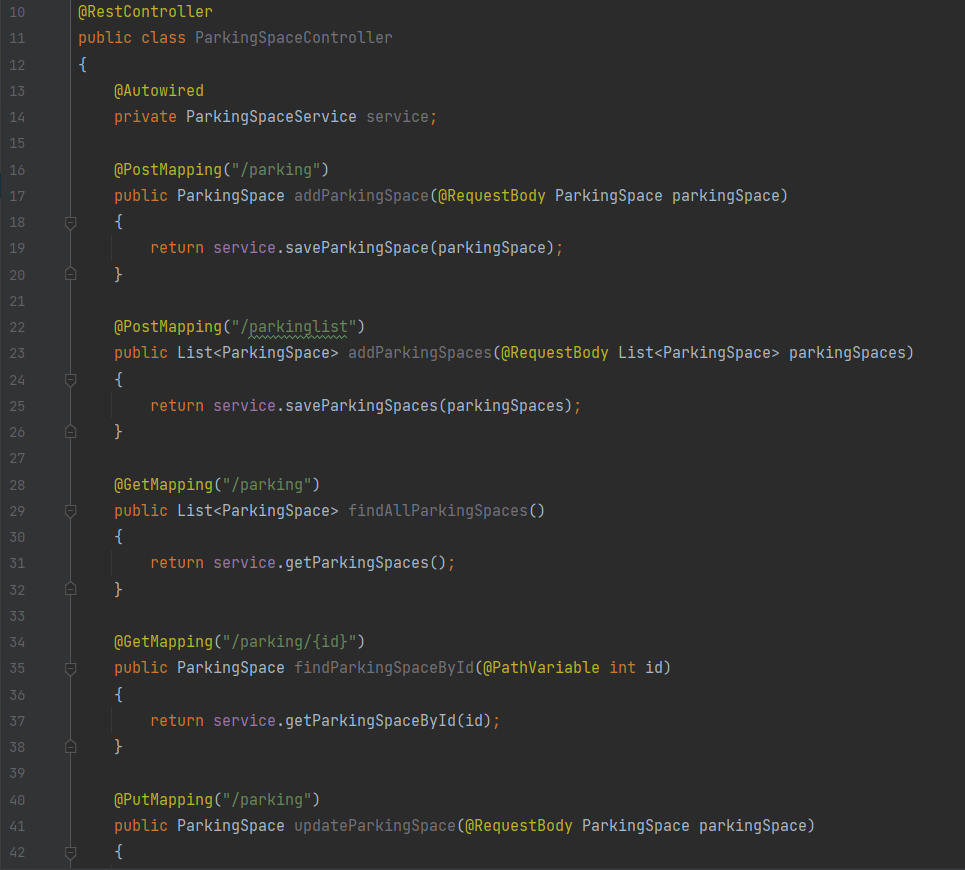 10 @RestController
11 public class ParkingSpaceController
12 {
13 @Autowired
14 private ParkingSpaceService service;
15
16 @PostMapping("/parking")
17 public ParkingSpace addParkingSpace(@RequestBody ParkingSpace parkingSpace)
18 {
19 return service.saveParkingSpace(parkingSpace);
20 }
21
22 @PostMapping("/parkinglist")
23 public List<ParkingSpace> addParkingSpaces(@RequestBody List<ParkingSpace> parkingSpaces)
24 {
25 return service.saveParkingSpaces(parkingSpaces);
26 }
27
28 @GetMapping("/parking")
29 public List<ParkingSpace> findAllParkingSpaces()
30 {
31 return service.getParkingSpaces();
32 }
33
34 @GetMapping("/parking/{id}")
35 public ParkingSpace findParkingSpaceById(@PathVariable int id)
36 {
37 return service.getParkingSpaceById(id);
38 }
39
40 @PutMapping("/parking")
41 public ParkingSpace updateParkingSpace(@RequestBody ParkingSpace parkingSpace)
42 {